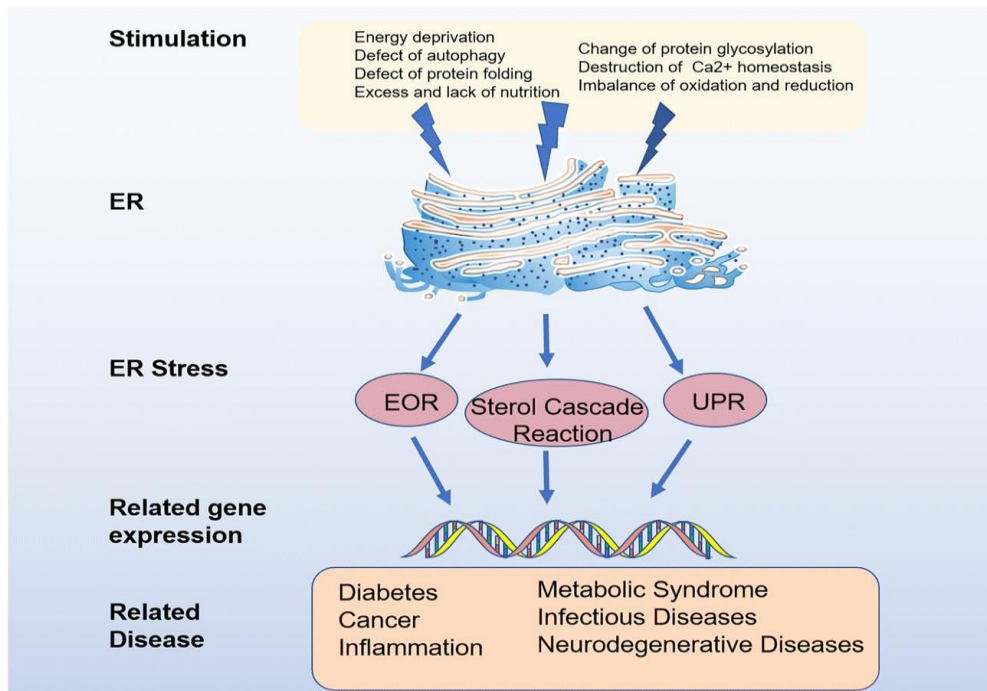 Stimulation
Energy deprivation
Defect of autophagy
Defect of protein folding
Excess and lack of nutrition
Change of protein glycosylation
Destruction of Ca2+ homeostasis
Imbalance of oxidation and reduction
ER
ER Stress
EOR
Sterol Cascade
Reaction
UPR
Related gene
expression
Related
Disease
Diabetes
Cancer
Inflammation
Metabolic Syndrome
Infectious Diseases
Neurodegenerative Diseases